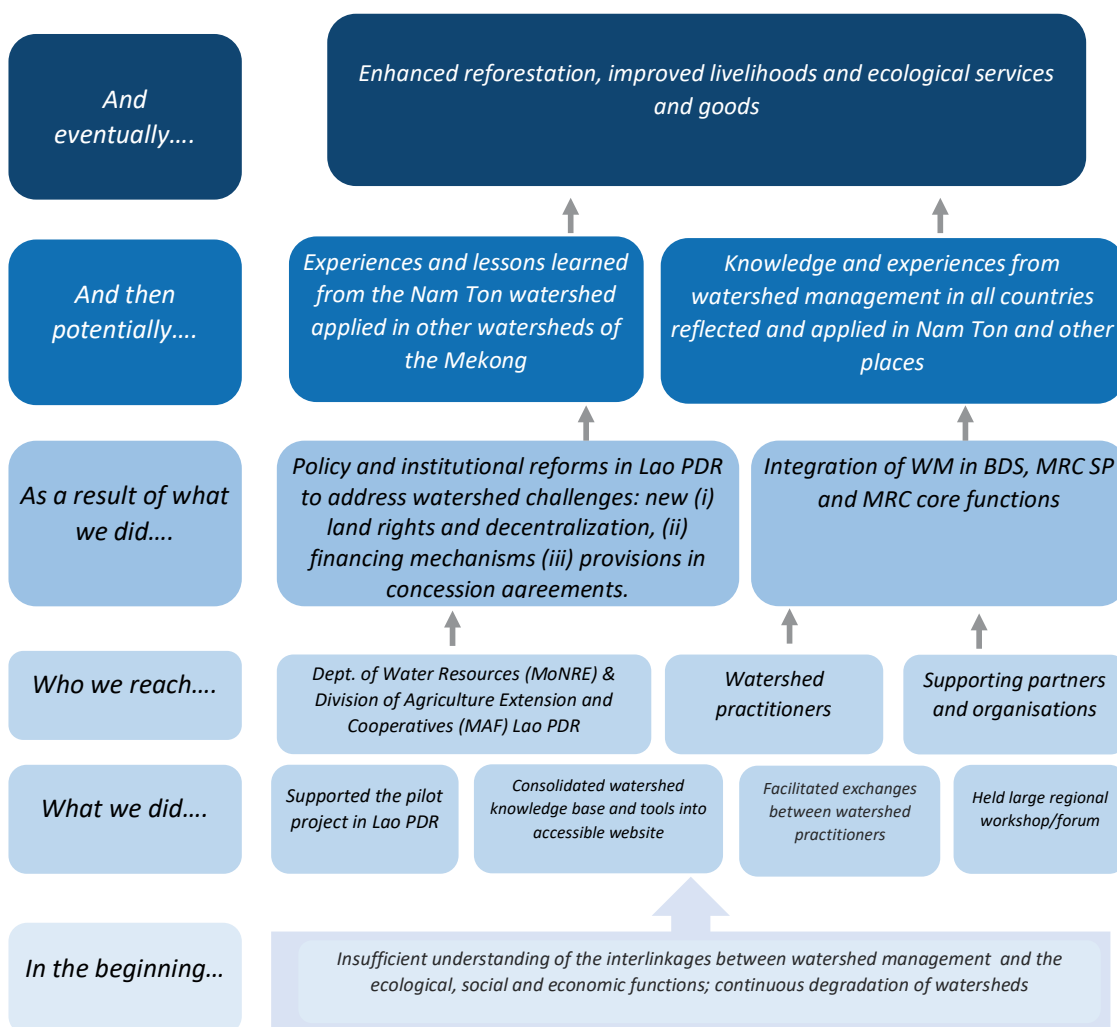 And
eventually….
Enhanced reforestation, improved livelihoods and ecological services
and goods
And then
potentially….
Experiences and lessons learned
from the Nam Ton watershed
applied in other watersheds of
the Mekong
Knowledge and experiences from
watershed management in all countries
reflected and applied in Nam Ton and other
places
As a result of what
we did….
Policy and institutional reforms in Lao PDR
to address watershed challenges: new (i)
land rights and decentralization, (ii)
financing mechanisms (iii) provisions in
concession agreements.
Integration of WM in BDS, MRC SP
and MRC core functions
Who we reach….
Dept. of Water Resources (MoNRE) &
Division of Agriculture Extension and
Cooperatives (MAF) Lao PDR
Watershed
practitioners
Supporting partners
and organisations
What we did….
Supported the pilot
project in Lao PDR
Consolidated watershed
knowledge base and tools into
accessible website
Facilitated exchanges
between watershed
practitioners
Held large regional
workshop/forum
In the beginning…
Insufficient understanding of the interlinkages between watershed management and the
ecological, social and economic functions; continuous degradation of watersheds